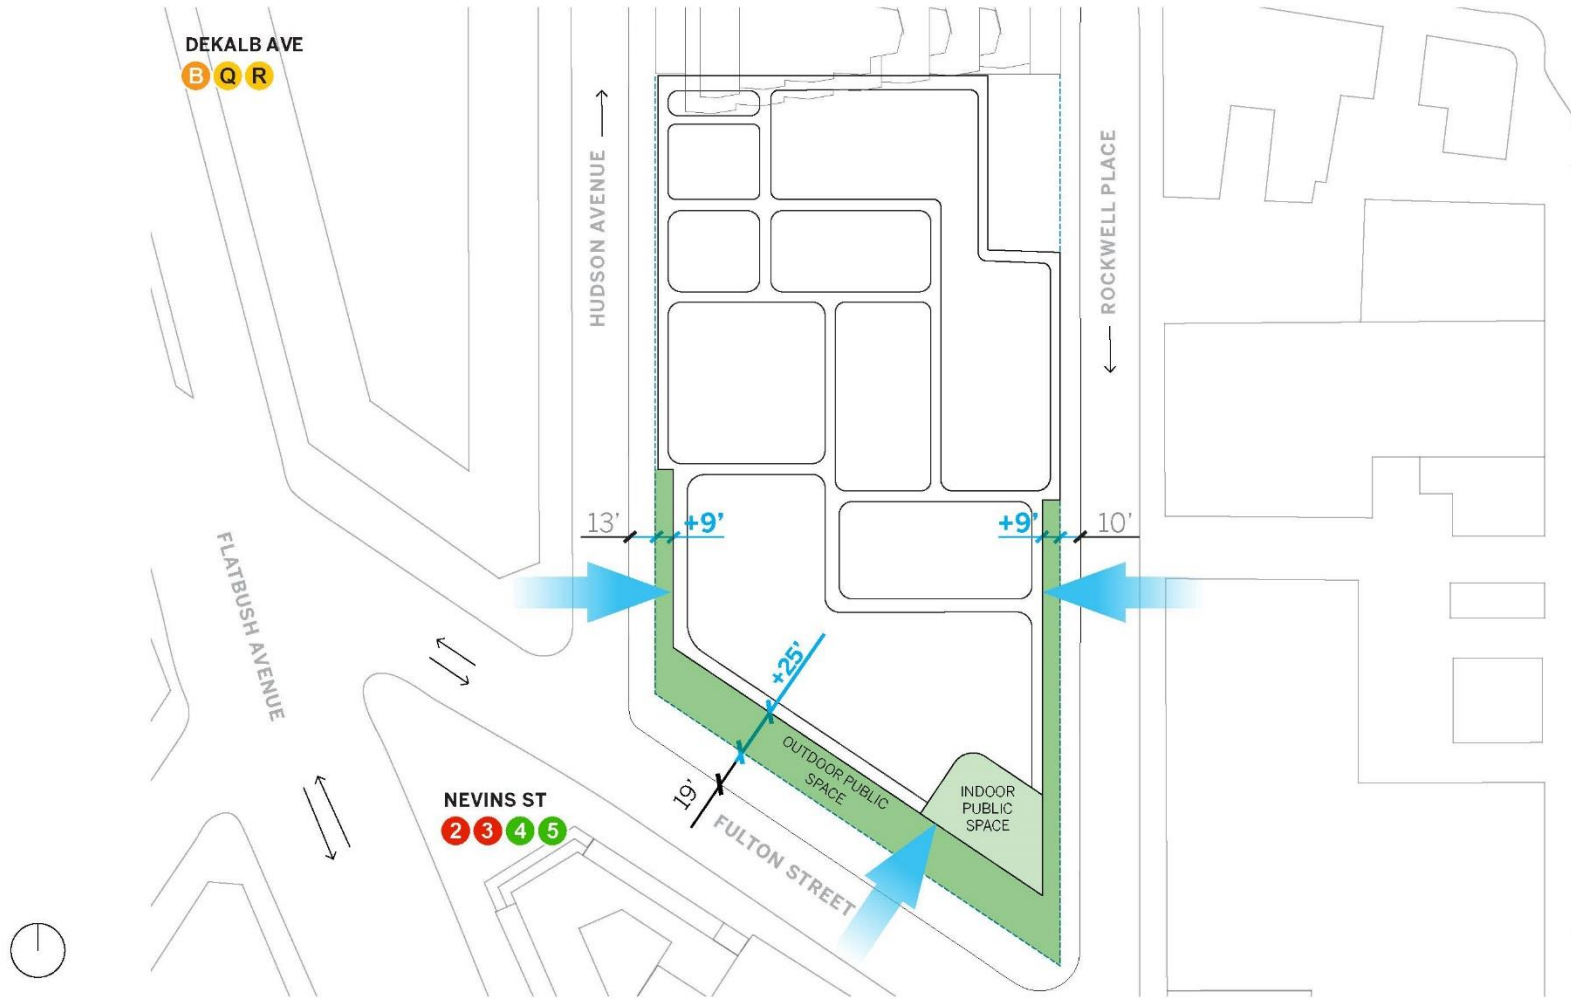 DEKALB AVE
B Q R
HUDSON AVENUE
ROCKWELL PLACE
13’
+9’
+9’
10’
FLATBUSH AVENUE
+25’
19’
OUTDOOR PUBLIC
SPACE
INDOOR
PUBLIC
SPACE
NEVINS ST
2 3 4 5
FULTON STREET